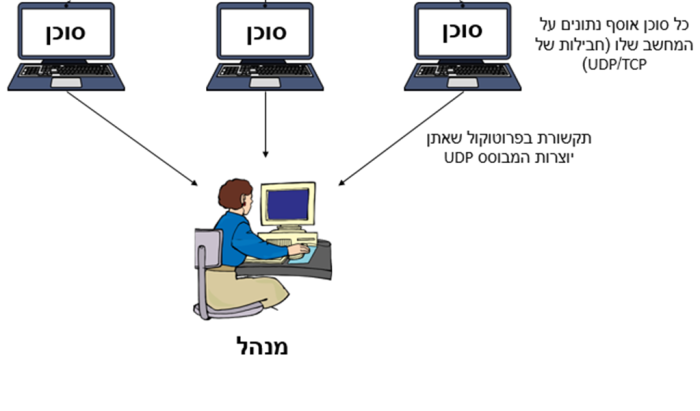 סוכן
סוכן
סוכן
כל סוכן אוסף נתונים על
המחשב שלו (חבילות של
UDP/TCP)
תקשורת בפרוטוקול שאתן
יוצרות המבוסס UDP
מנהל